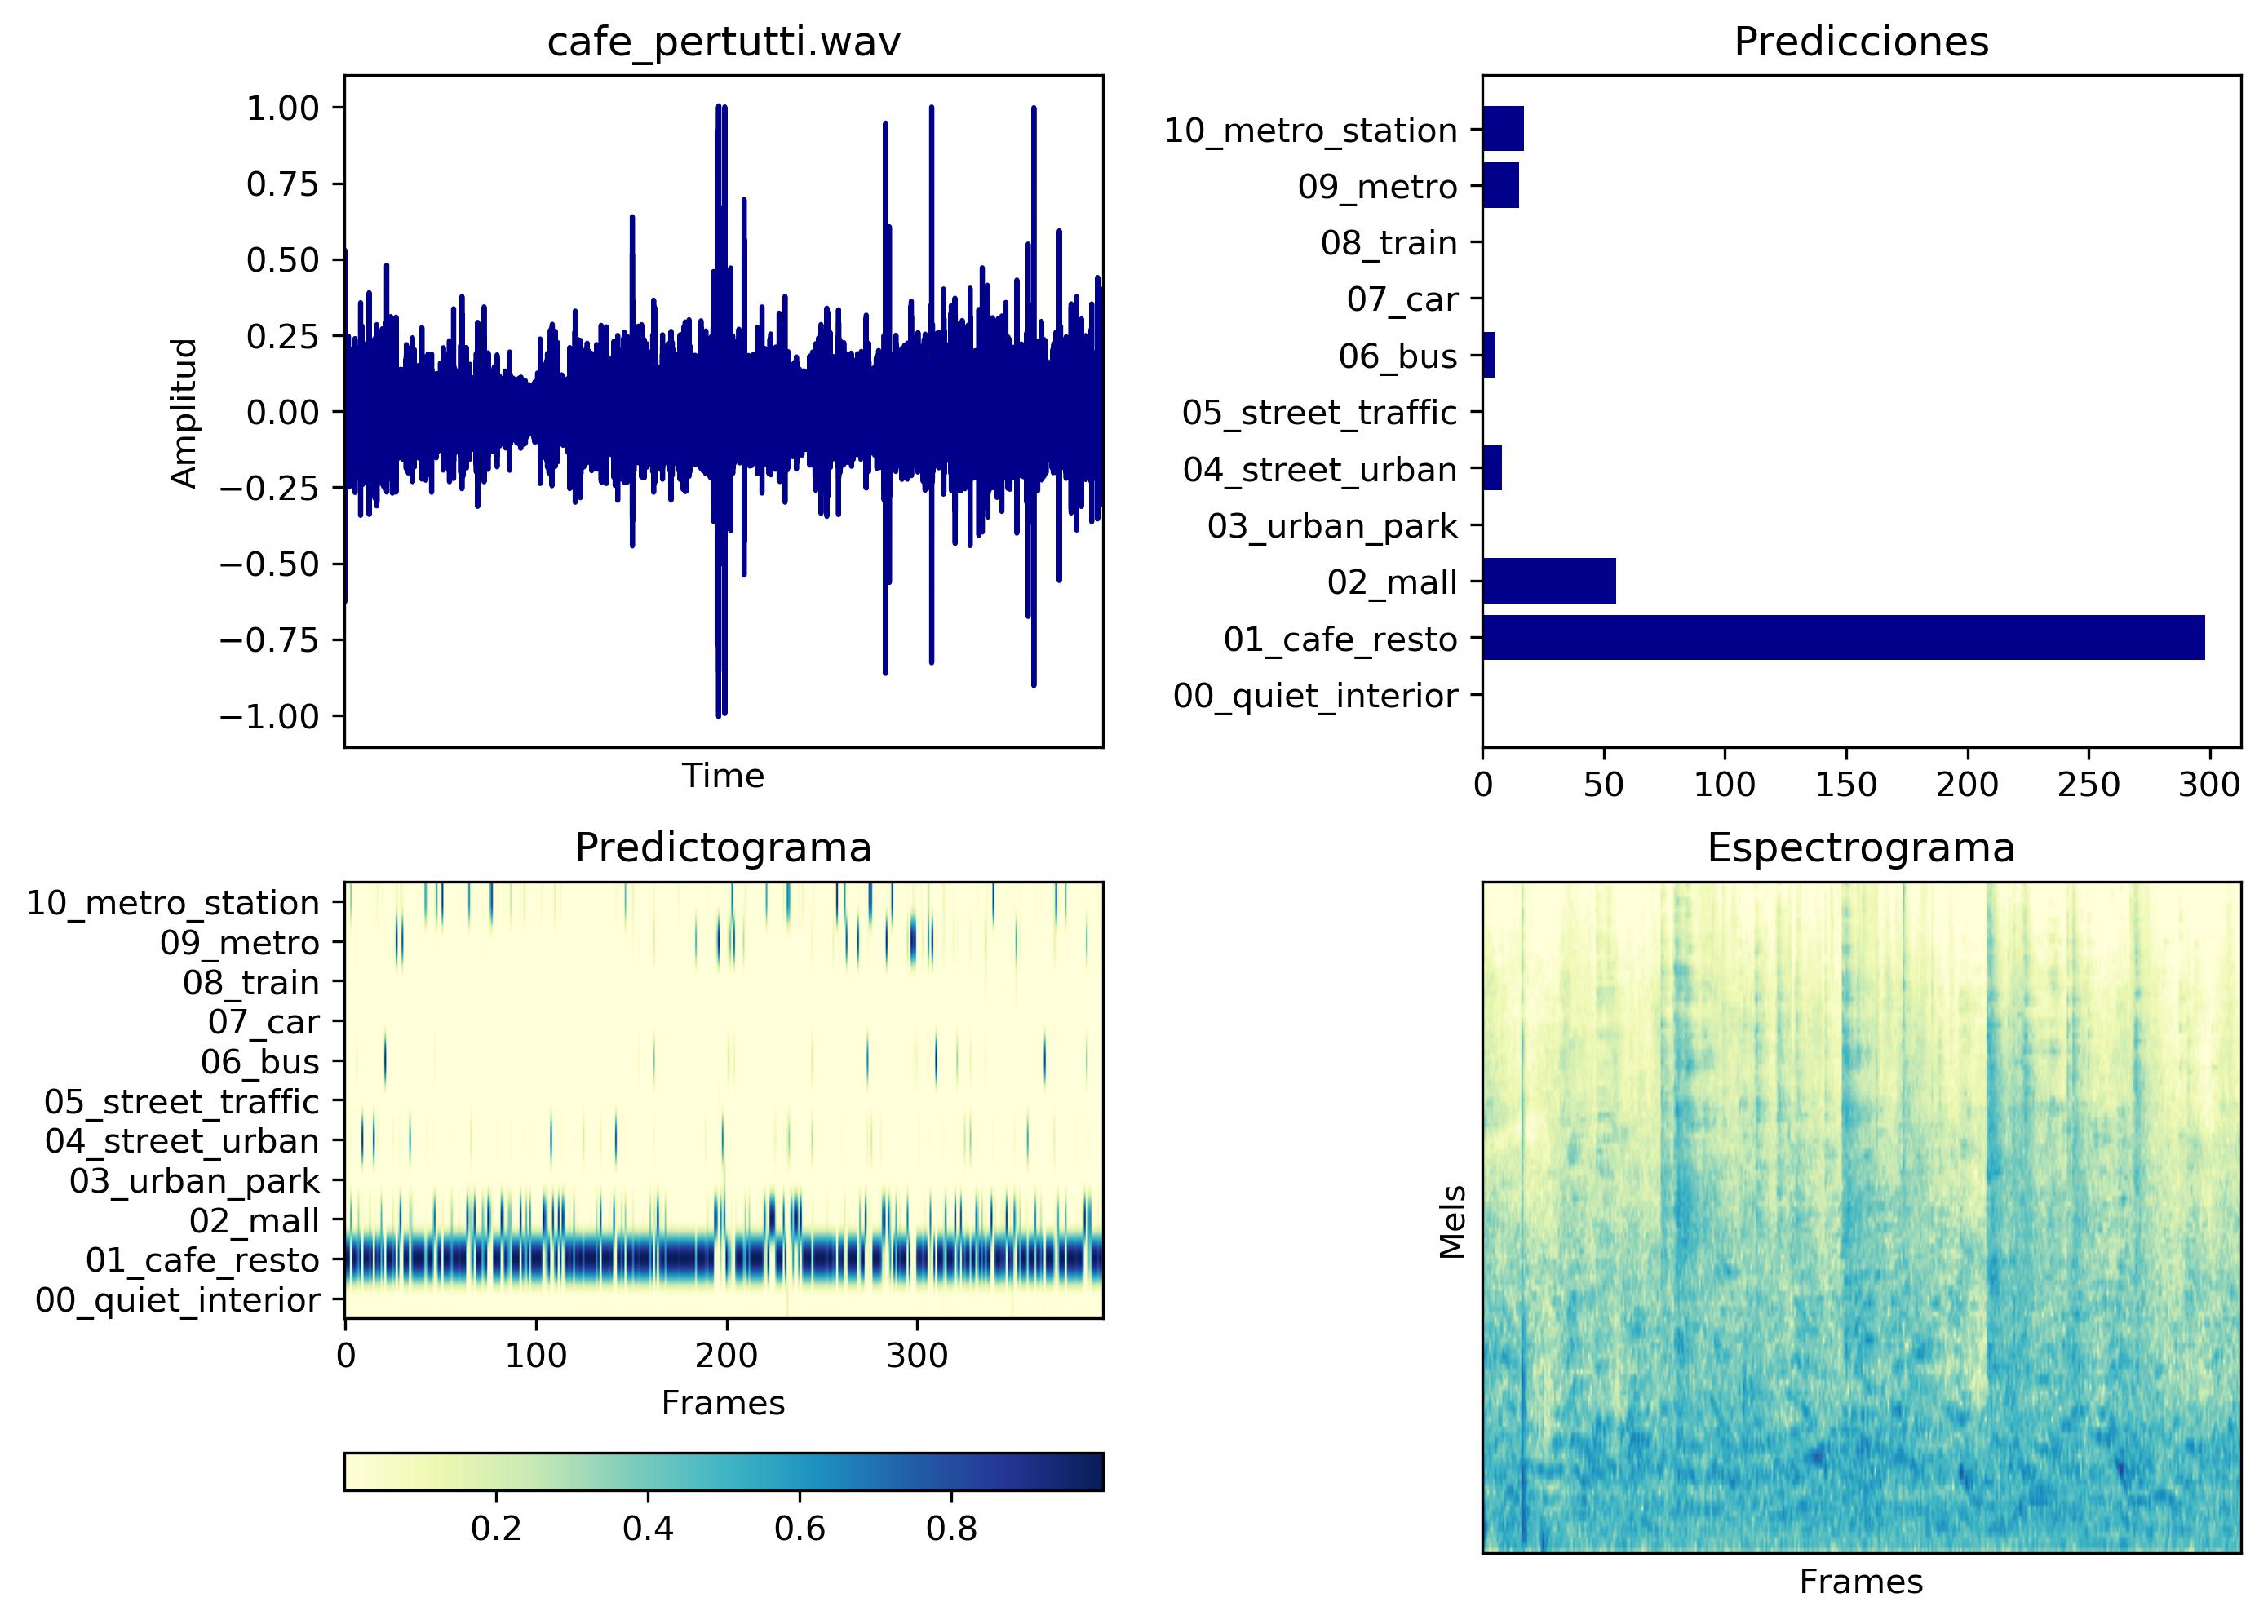 cafe_pertutti.wav
1.00
0.75
0.50
0.25
0.00
−0.25
−0.50
−0.75
−1.00
Amplitud
Time
Predicciones
10_metro_station
09_metro
08_train
07_car
06_bus
05_street_traffic
04_street_urban
03_urban_park
02_mall
01_cafe_resto
00_quiet_interior
0 50 100 150 200 250 300
Predictograma
10_metro_station
09_metro
08_train
07_car
06_bus
05_street_traffic
04_street_urban
03_urban_park
02_mall
01_cafe_resto
00_quiet_interior
0 100 200 300
Frames
0.2 0.4 0.6 0.8
Espectrograma
Mels
Frames